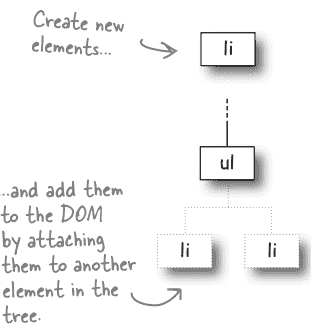 Create new
elements...
li
ul
...and add them
to the DOM
by attaching
them to another
element in the
tree.
li li